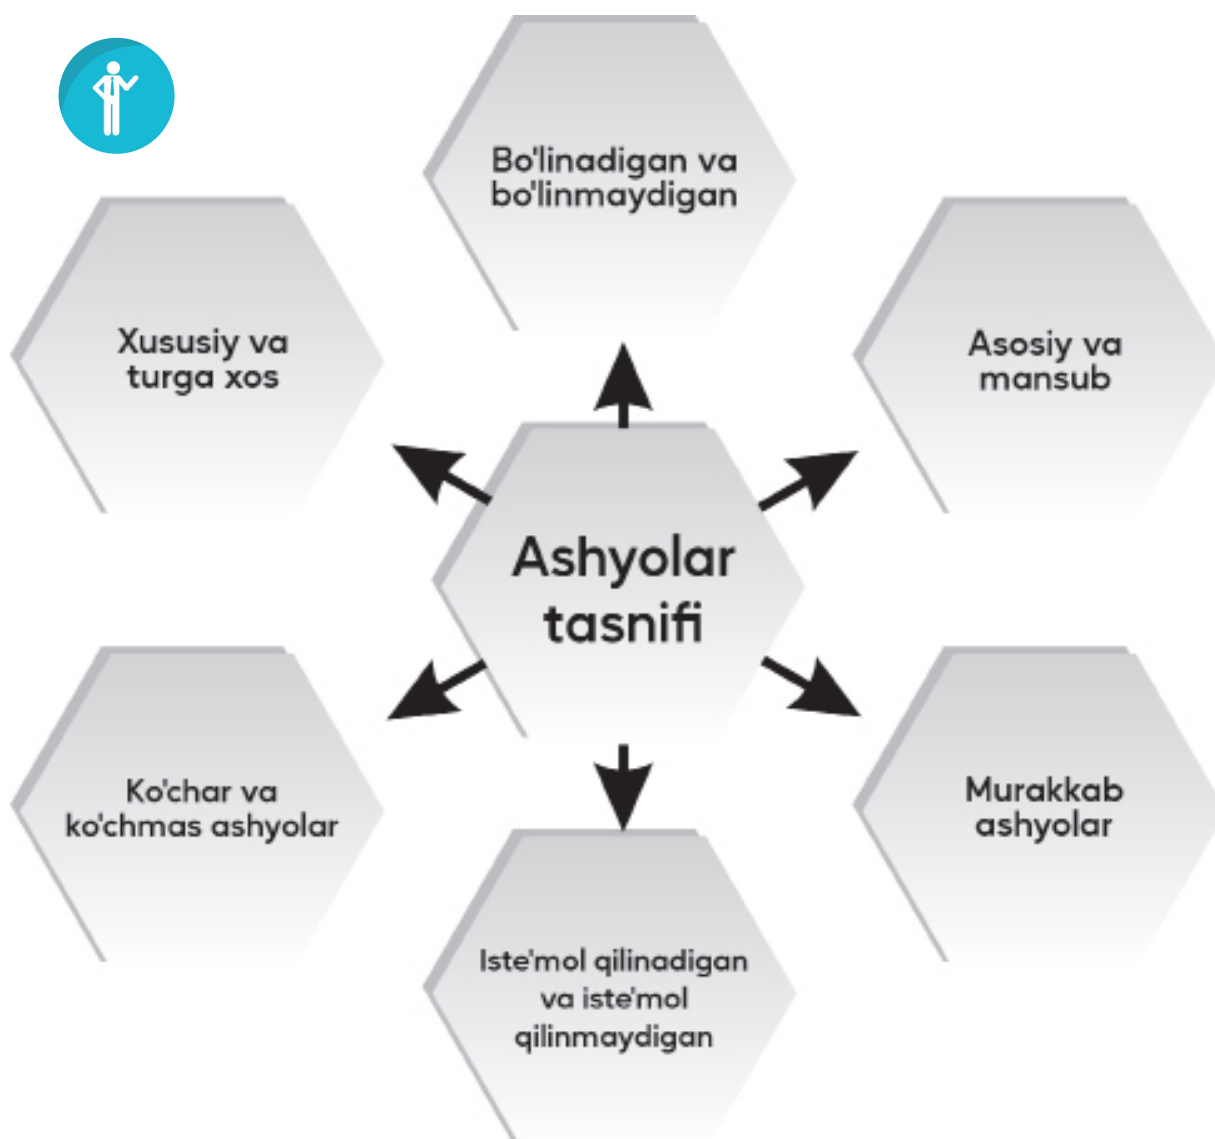 Bo'linadigan va
bo'linmaydigan
Xususiy va
turga xos
Asosiy va
mansub
Ashyolar
tasnifi
Ko'char va
ko'chmas ashyolar
Murakkab
ashyolar
Iste'mol qilinadigan
va iste'mol
qilinmaydigan